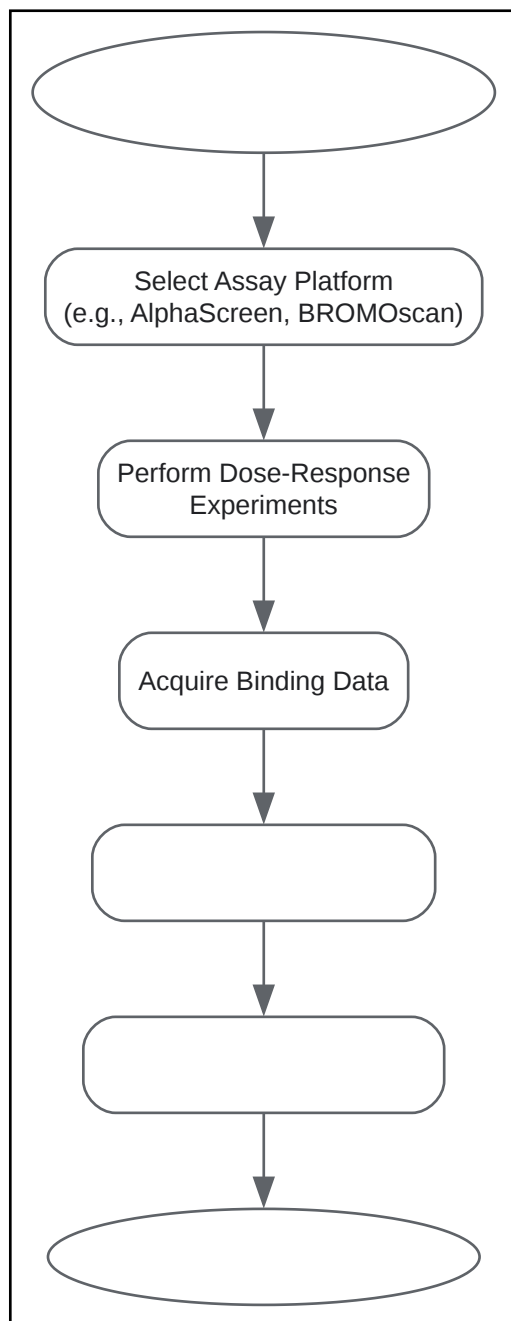 Select Assay Platform
(e.g., AlphaScreen, BROMOscan)
Perform Dose-Response
Experiments
Acquire Binding Data